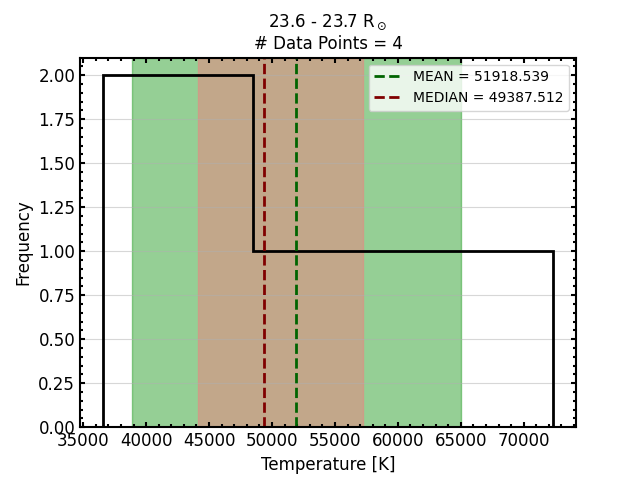 23.6 - 23.7 R⊙
# Data Points = 4
MEAN = 51918.539
MEDIAN = 49387.512
2.00
1.75
1.50
1.25
1.00
0.75
0.50
0.25
0.00
Frequency
35000 40000 45000 50000 55000 60000 65000 70000
Temperature [K]